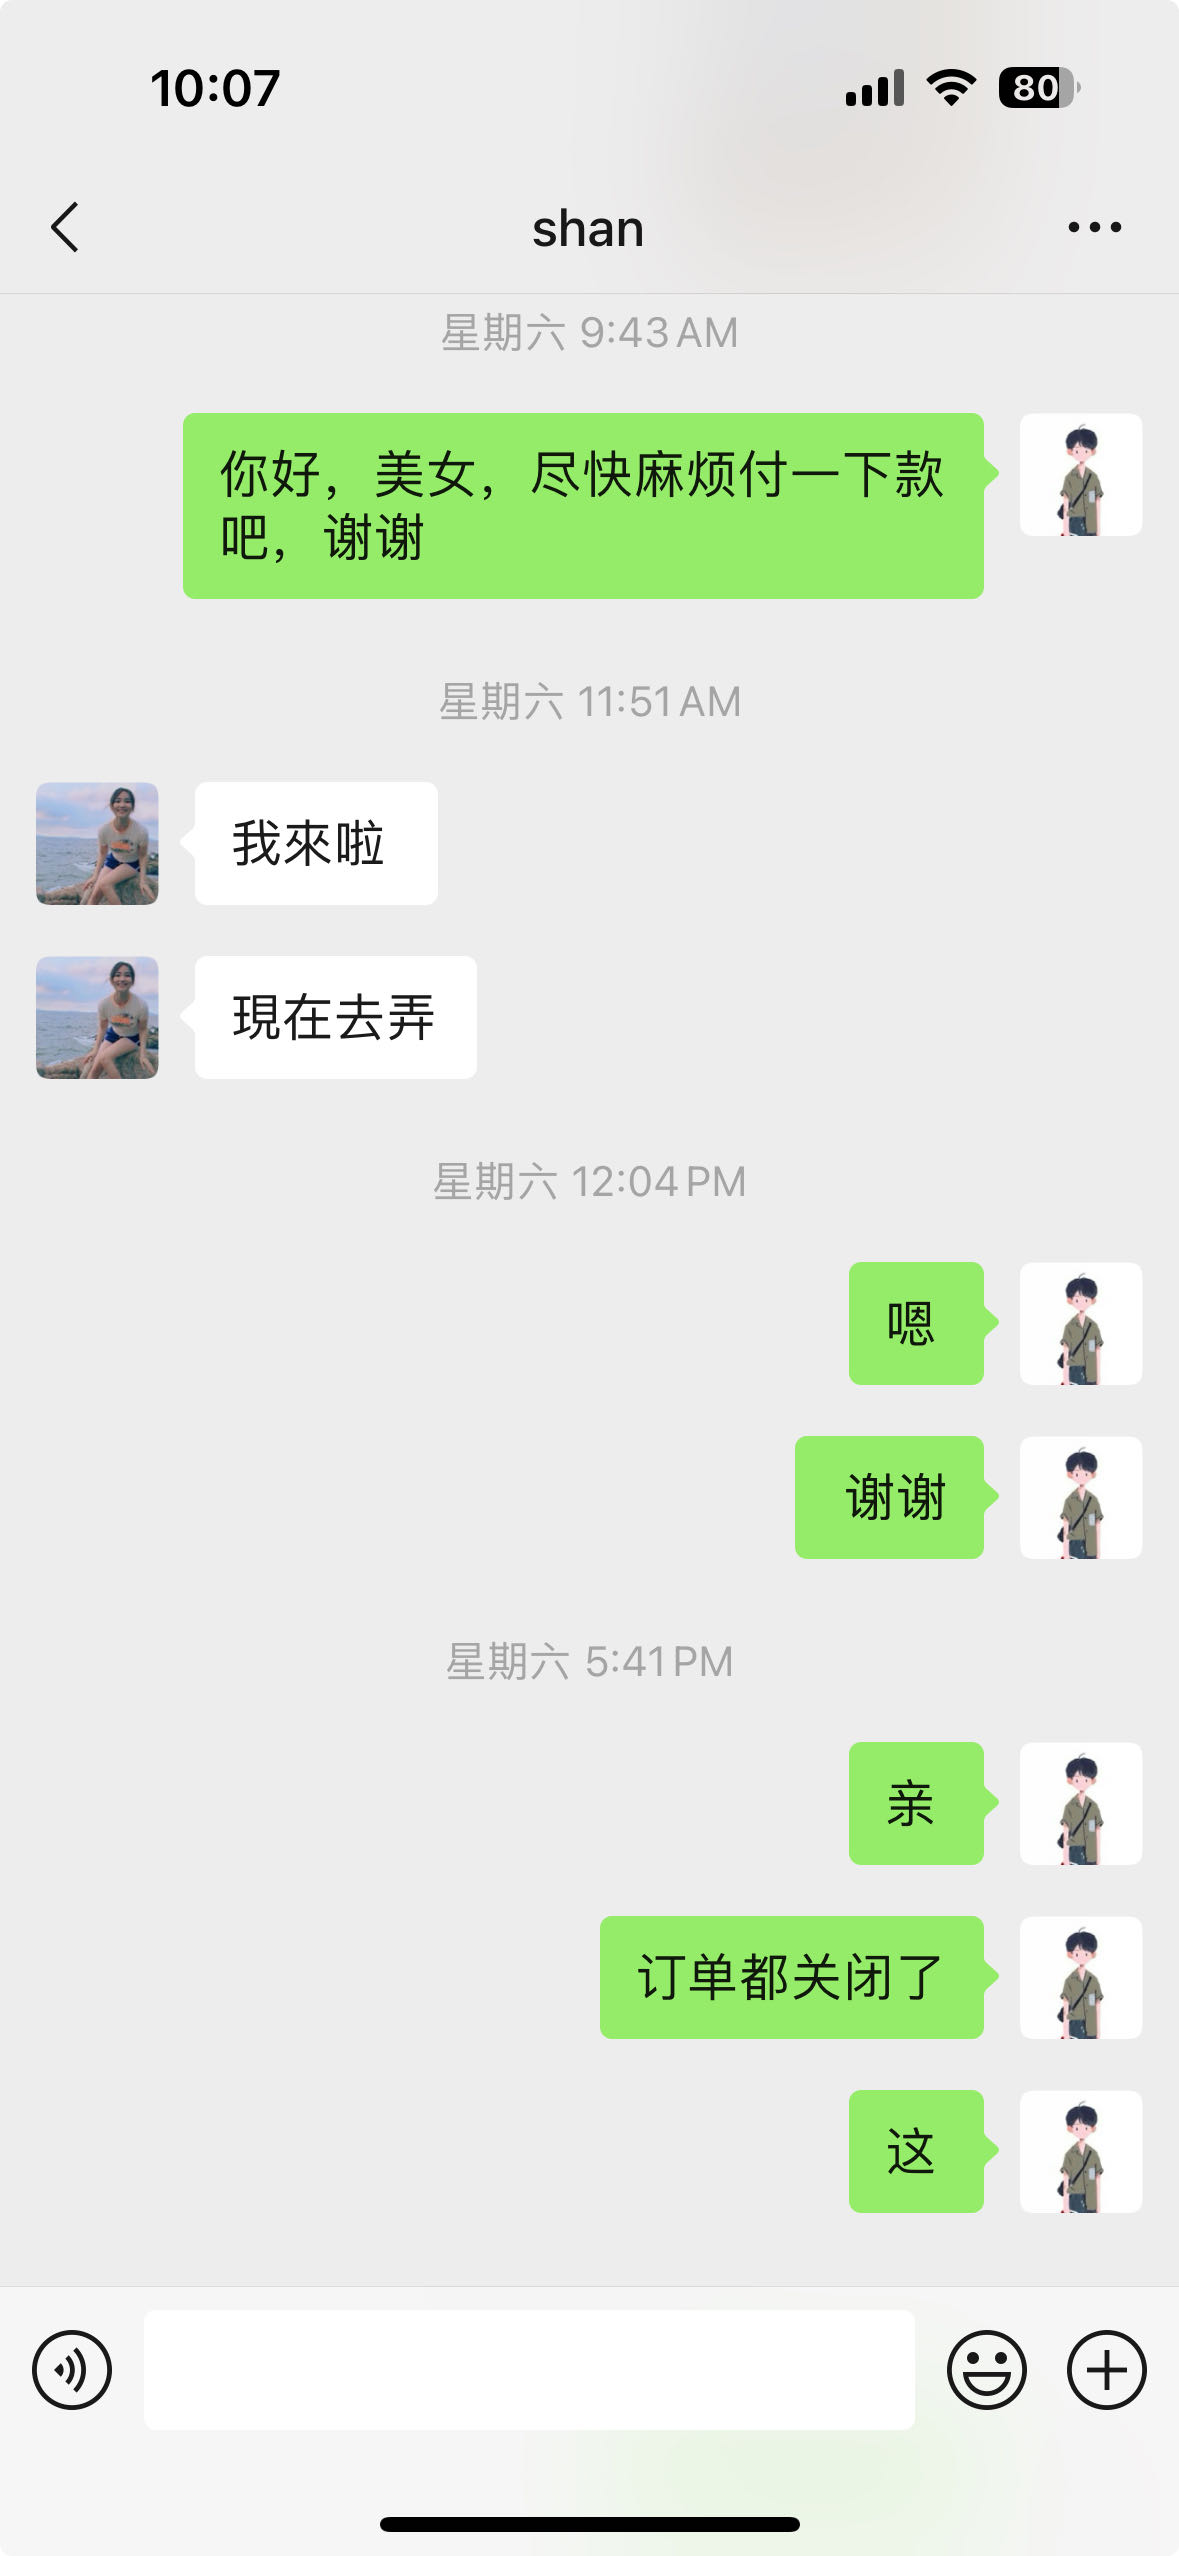 10:07
80
shan
星期六 9:43 AM
你好，美女，尽快麻烦付一下款
吧，谢谢
星期六 11:51 AM
我來啦
現在去弄
星期六 12:04 PM
嗯
谢谢
星期六 5:41 PM
亲
订单都关闭了
这